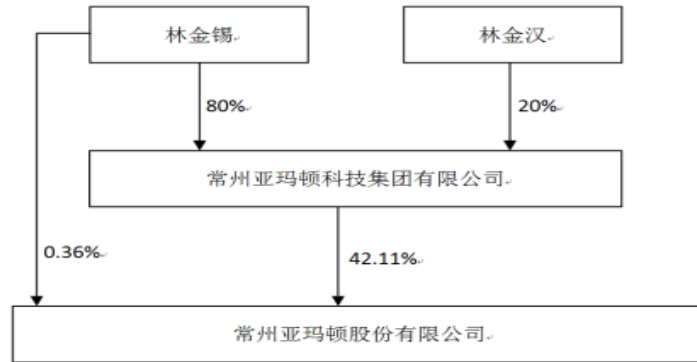 林金锡
林金汉
80%
20%
常州亚玛顿科技集团有限公司
0.36%
42.11%
常州亚玛顿股份有限公司